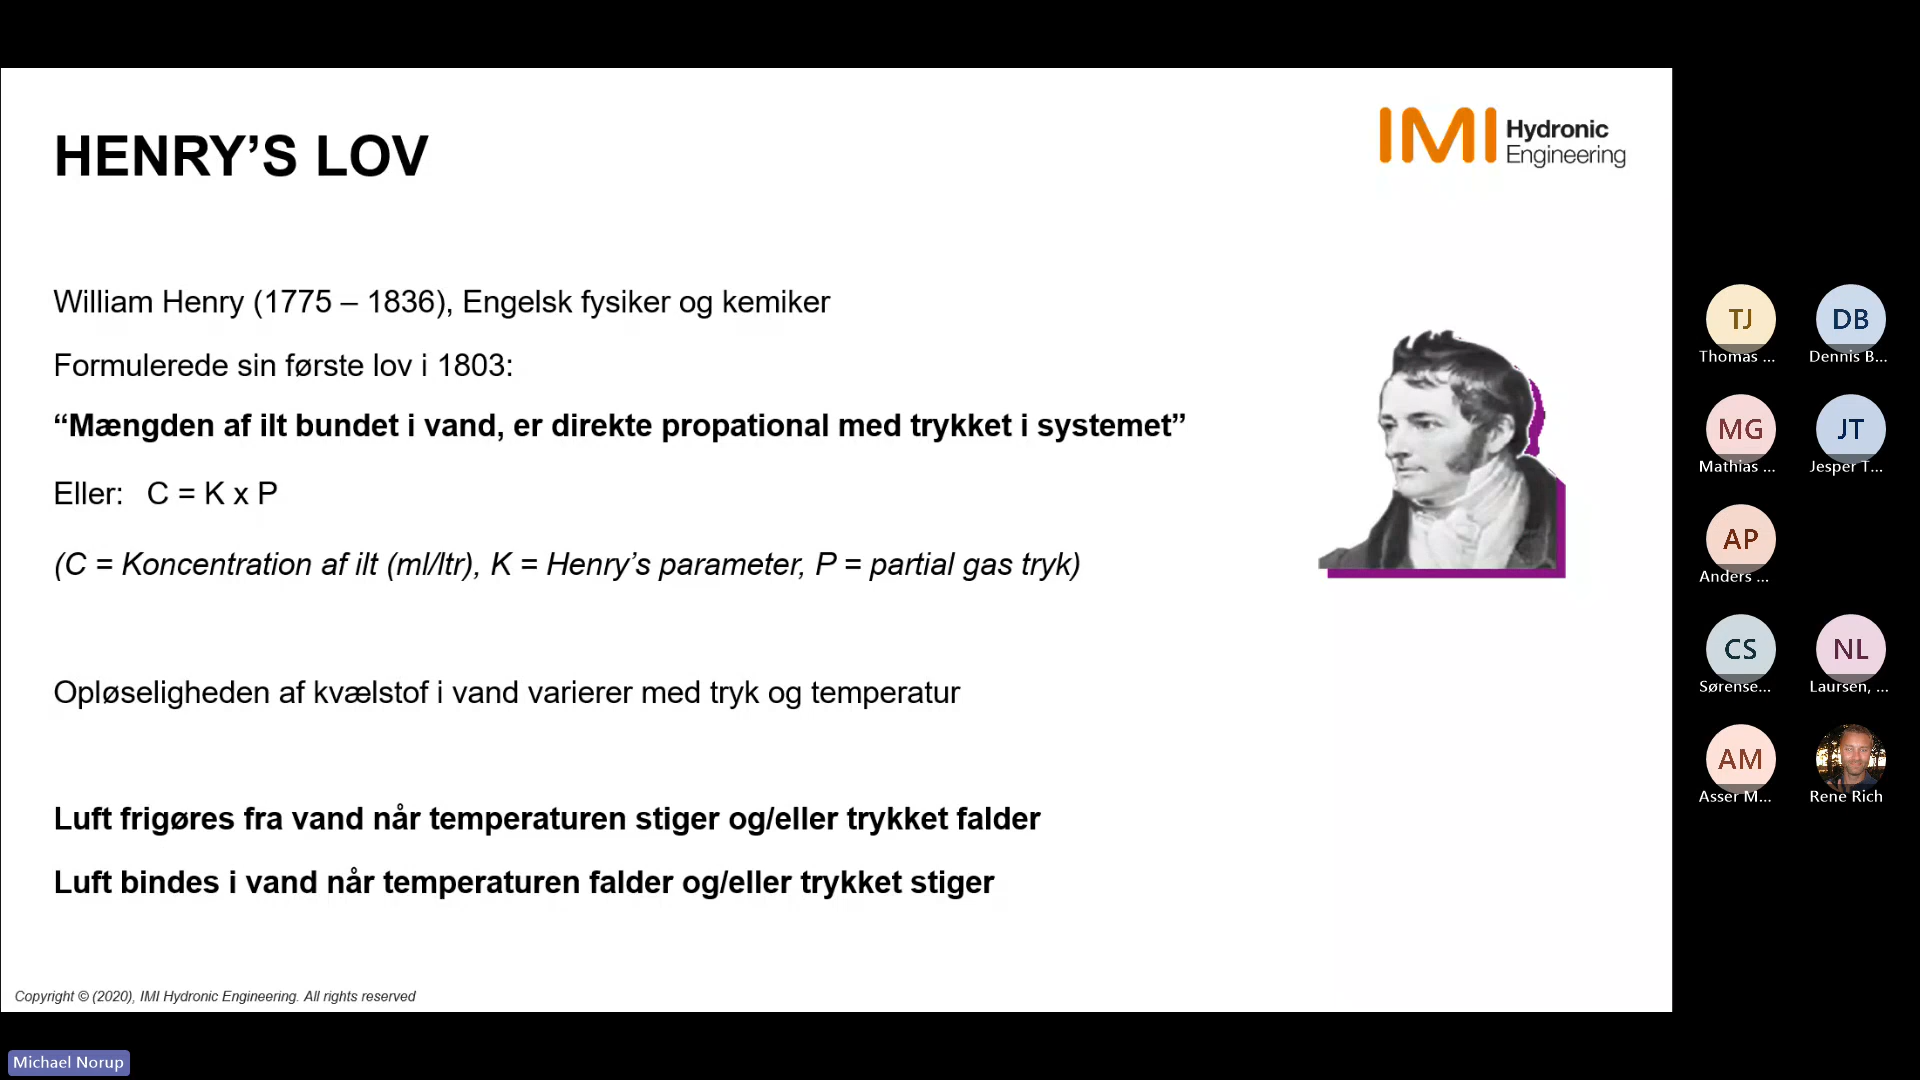 HENRY’S LOV
IMI Hydronic
Engineering
William Henry (1775 – 1836), Engelsk fysiker og kemiker
Formulerede sin første lov i 1803:
“Mængden af ilt bundet i vand, er direkte propational med trykket i systemet”
Eller: C = K x P
(C = Koncentration af ilt (ml/ltr), K = Henry’s parameter, P = partial gas tryk)
Opløseligheden af kvælstof i vand varierer med tryk og temperatur
Luft frigøres fra vand når temperaturen stiger og/eller trykket falder
Luft bindes i vand når temperaturen falder og/eller trykket stiger
Copyright © (2020), IMI Hydronic Engineering. All rights reserved
TJ
Thomas ...
DB
Dennis B...
MG
Mathias ...
JT
Jesper T...
AP
Anders ...
CS
Sørense...
NL
Laursen, ...
AM
Asser M...
Rene Rich
Michael Norup